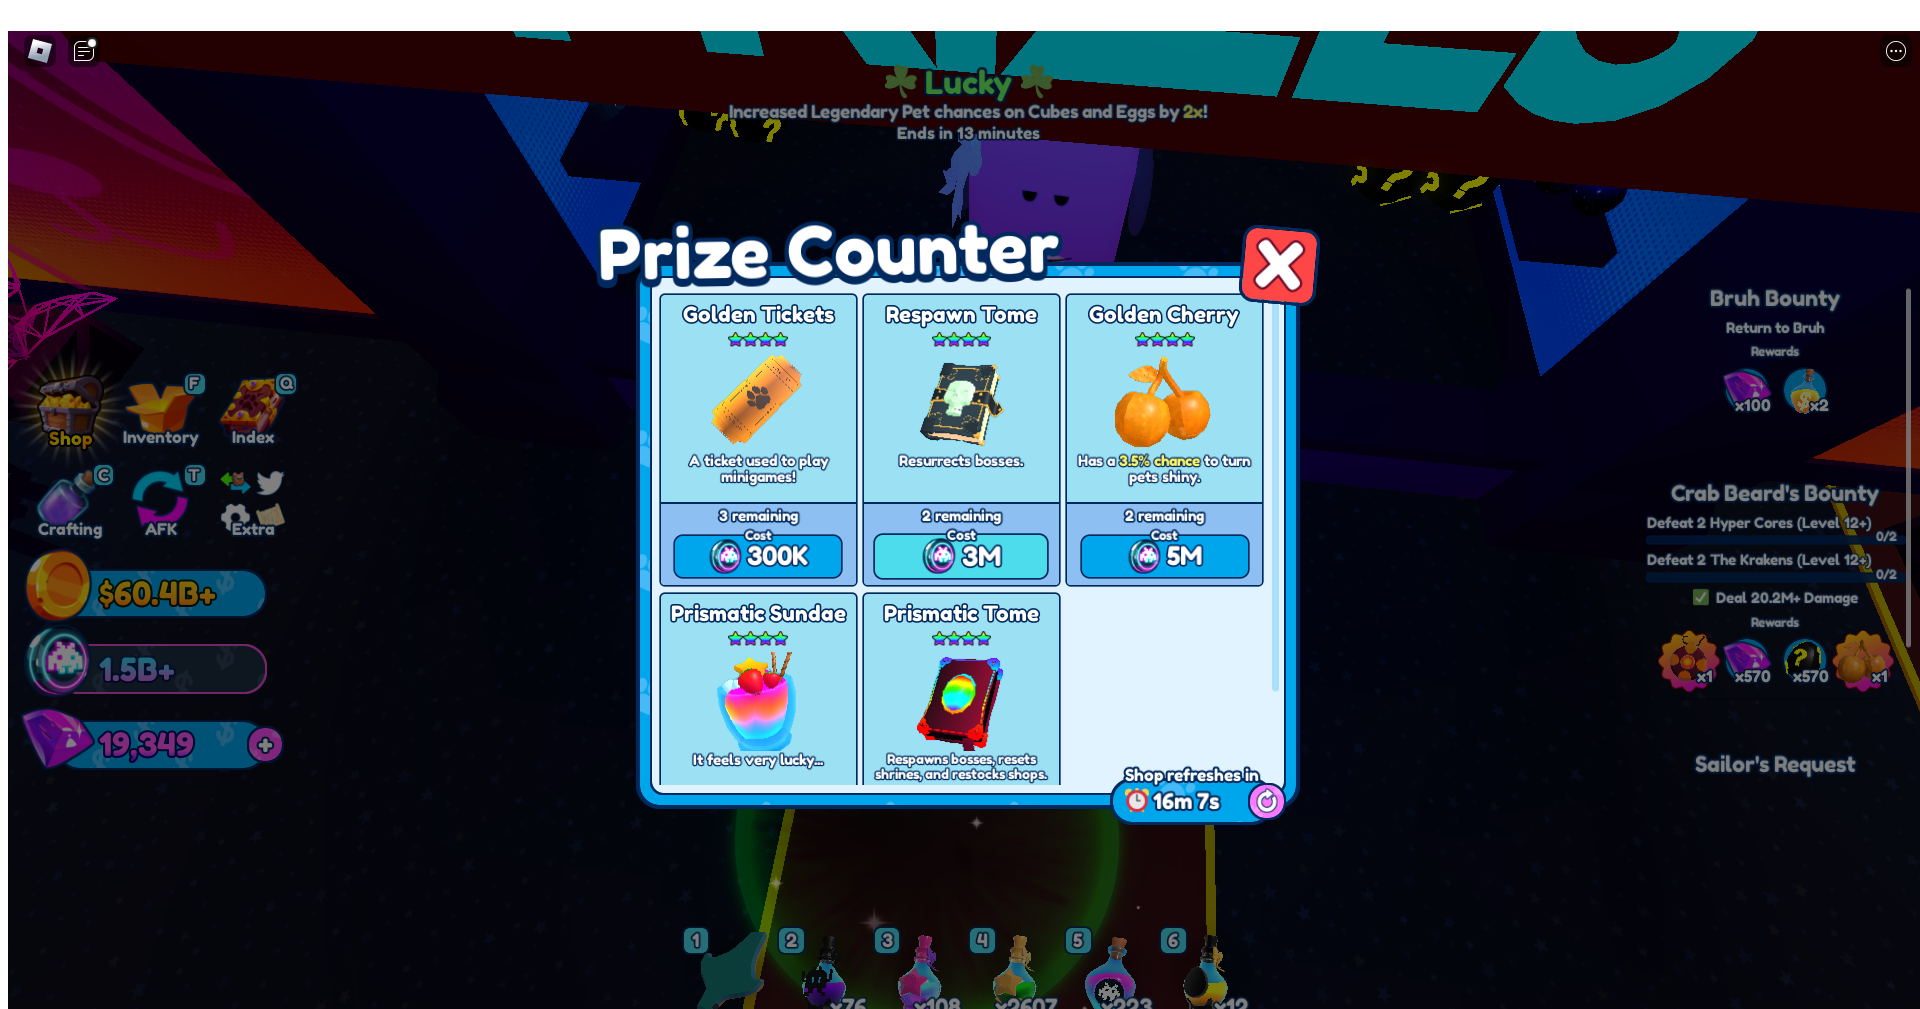 Lucky
Increased Legendary Pet chances on Cubes and Eggs by 2x!
Ends in 13 minutes
Prize Counter
Golden Tickets
A ticket used to play
minigames!
3 remaining
Cost
300K
Respawn Tome
Resurrects bosses.
2 remaining
Cost
3M
Golden Cherry
Has a 3.5% chance to turn
pets shiny.
2 remaining
Cost
5M
Prismatic Sundae
It feels very lucky...
Prismatic Tome
Respawns bosses, resets
shrines, and restocks shops.
Shop refreshes in
16m 7s
Shop
F
Inventory
Q
Index
C
Crafting
T
AFK
Extra
$60.4B+
1.5B+
19,349
+
Bruh Bounty
Return to Bruh
Rewards
x100
x2
Crab Beard's Bounty
Defeat 2 Hyper Cores (Level 12+)
0/2
Defeat 2 The Krakens (Level 12+)
0/2
Deal 20.2M+ Damage
Rewards
x1
x570
?
x570
x1
Sailor's Request
1
2
x76
3
x108
4
x2607
5
x223
6
x12